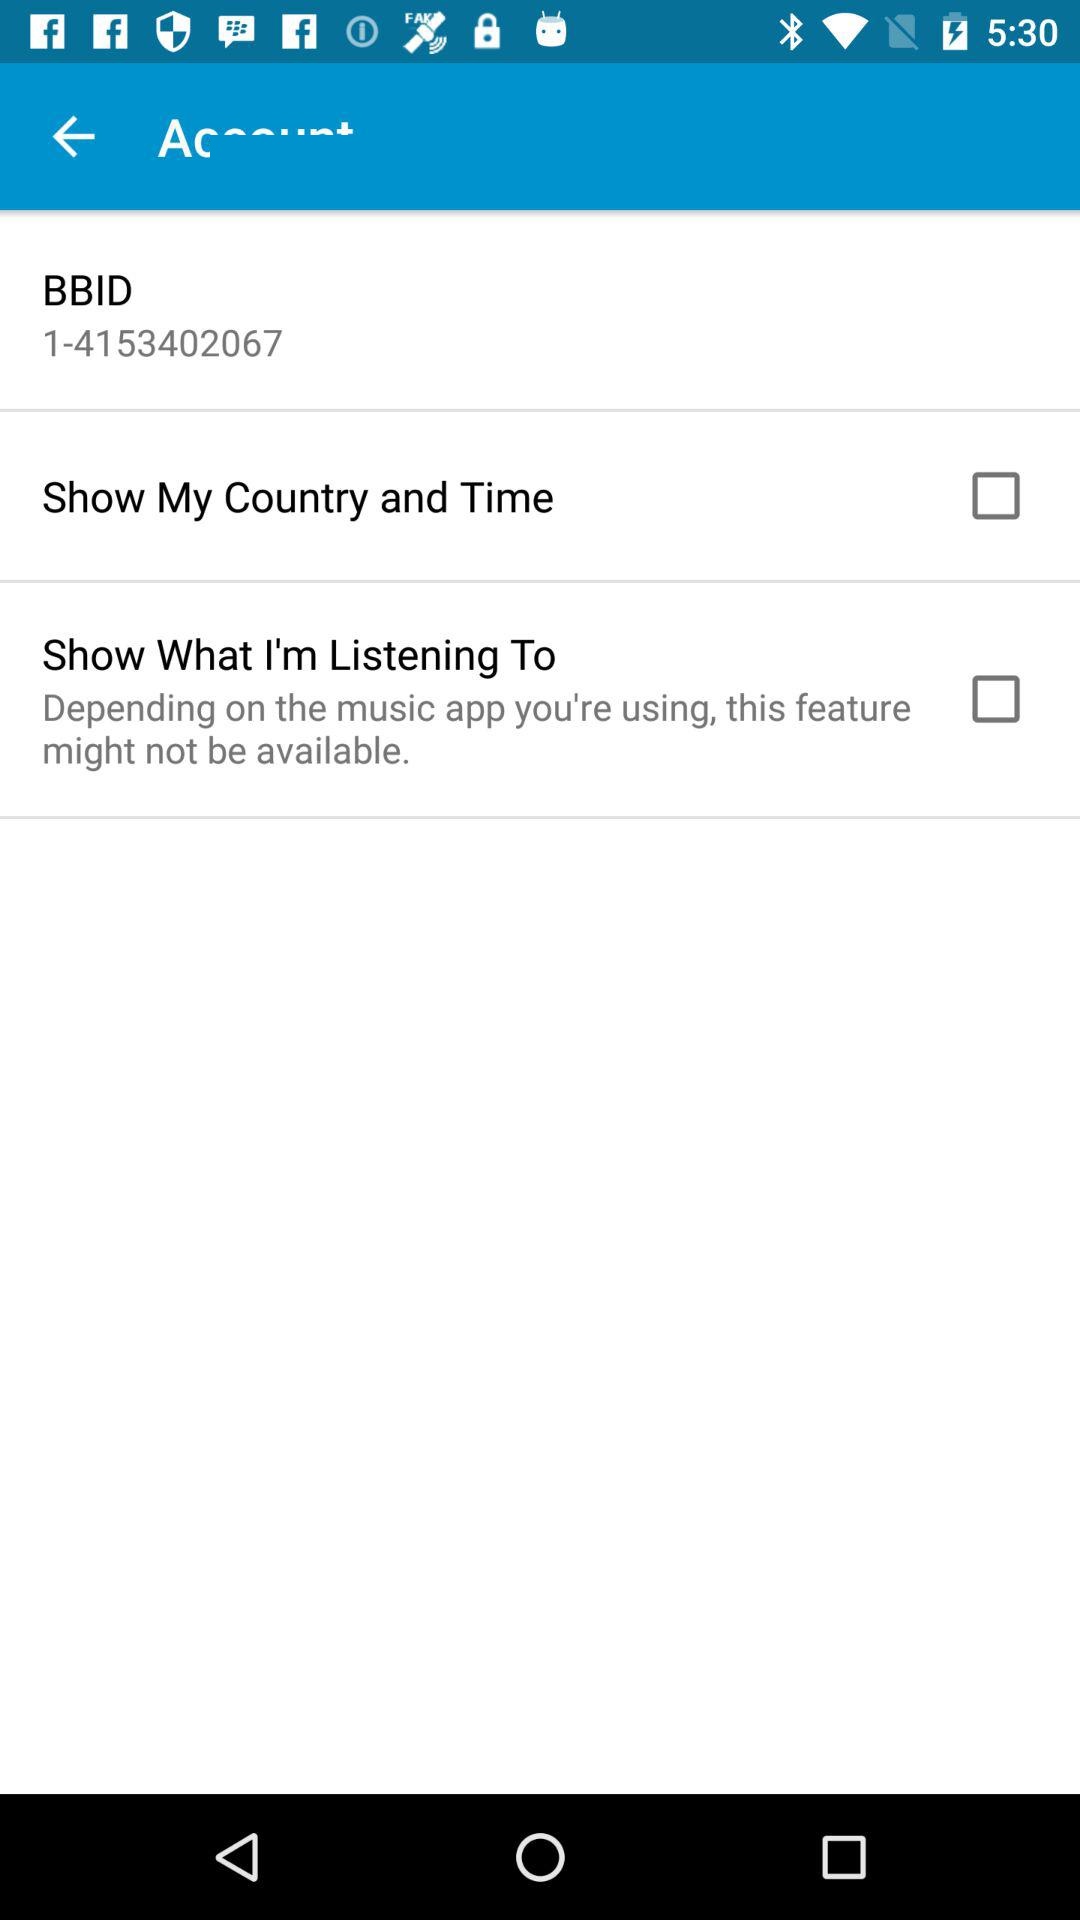 FAKE
5:30
Account
BBID
1-4153402067
Show My Country and Time
Show What I'm Listening To
Depending on the music app you're using, this feature
might not be available.